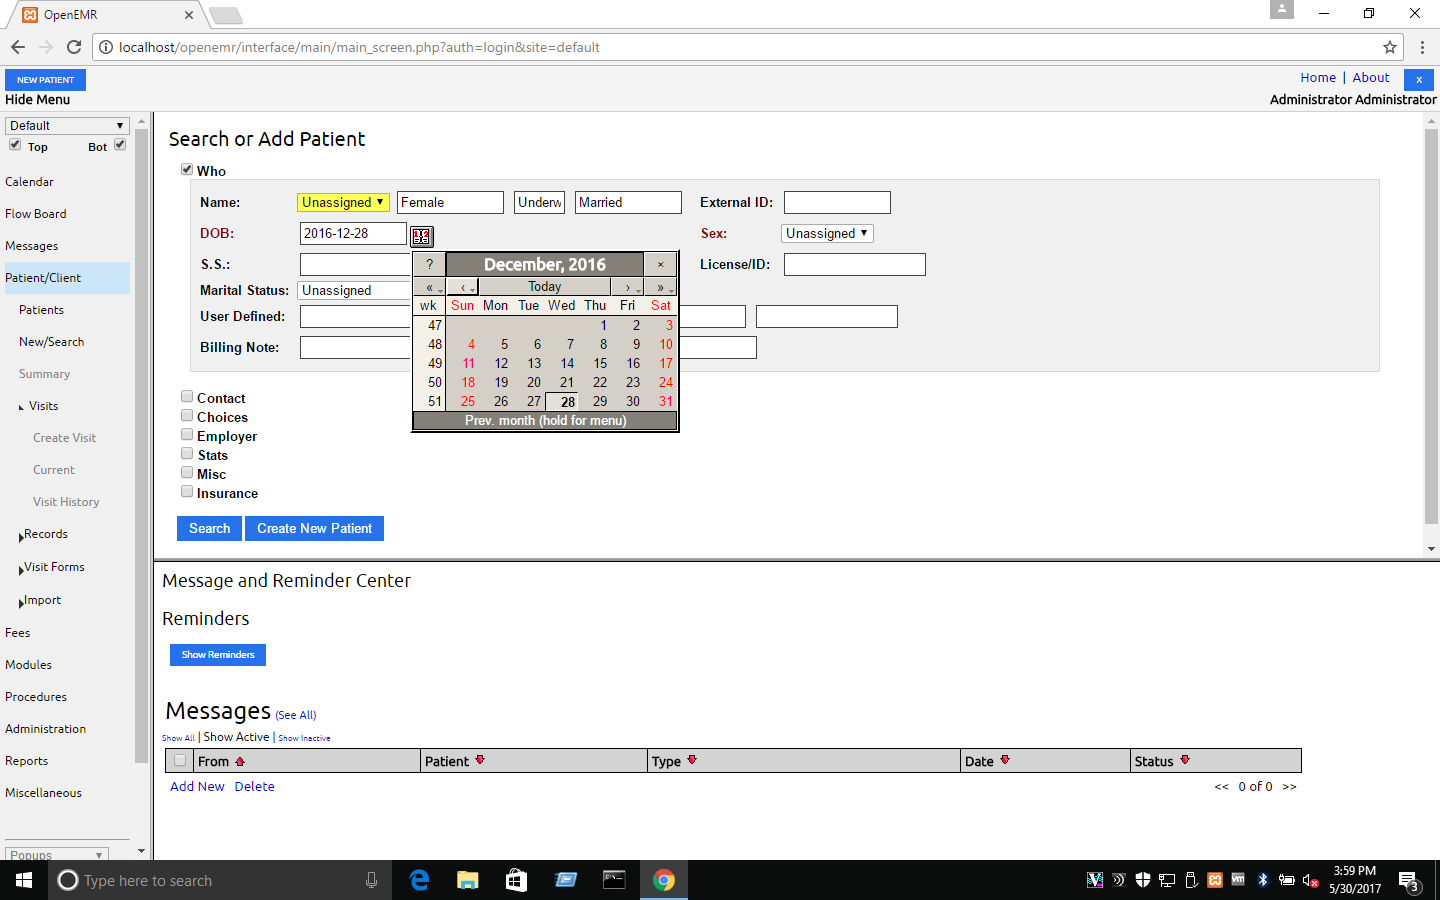 OpenEMR
localhost/openemr/interface/main/main_screen.php?auth=login&site=default
NEW PATIENT
Home | About x
Hide Menu
Administrator Administrator
Default
Top Bot
Calendar
Flow Board
Messages
Patient/Client
Patients
New/Search
Summary
Visits
Create Visit
Current
Visit History
Records
Visit Forms
Import
Fees
Modules
Procedures
Administration
Reports
Miscellaneous
Popups
Search or Add Patient
Who
Name: Unassigned Female Underw Married External ID:
DOB: 2016-12-28 Sex: Unassigned
S.S.: License/ID:
Marital Status: Unassigned
User Defined:
Billing Note:
? December, 2016 ×
« ‹ Today › »
wk Sun Mon Tue Wed Thu Fri Sat
47 1 2 3
48 4 5 6 7 8 9 10
49 11 12 13 14 15 16 17
50 18 19 20 21 22 23 24
51 25 26 27 28 29 30 31
Prev. month (hold for menu)
Contact
Choices
Employer
Stats
Misc
Insurance
Search Create New Patient
Message and Reminder Center
Reminders
Show Reminders
Messages (See All)
Show All | Show Active | Show Inactive
From Patient Type Date Status
Add New Delete << 0 of 0 >>
Type here to search
3:59 PM
5/30/2017
3